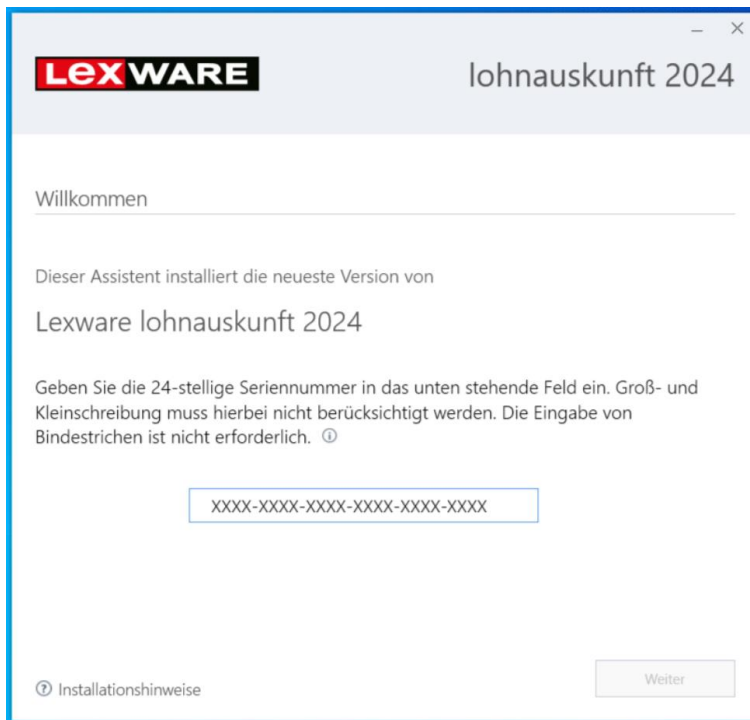 LEXWARE
lohnauskunft 2024
Willkommen
Dieser Assistent installiert die neueste Version von
Lexware lohnauskunft 2024
Geben Sie die 24-stellige Seriennummer in das unten stehende Feld ein. Groß- und
Kleinschreibung muss hierbei nicht berücksichtigt werden. Die Eingabe von
Bindestrichen ist nicht erforderlich.
XXXX-XXXX-XXXX-XXXX-XXXX-XXXX
Installationshinweise
Weiter